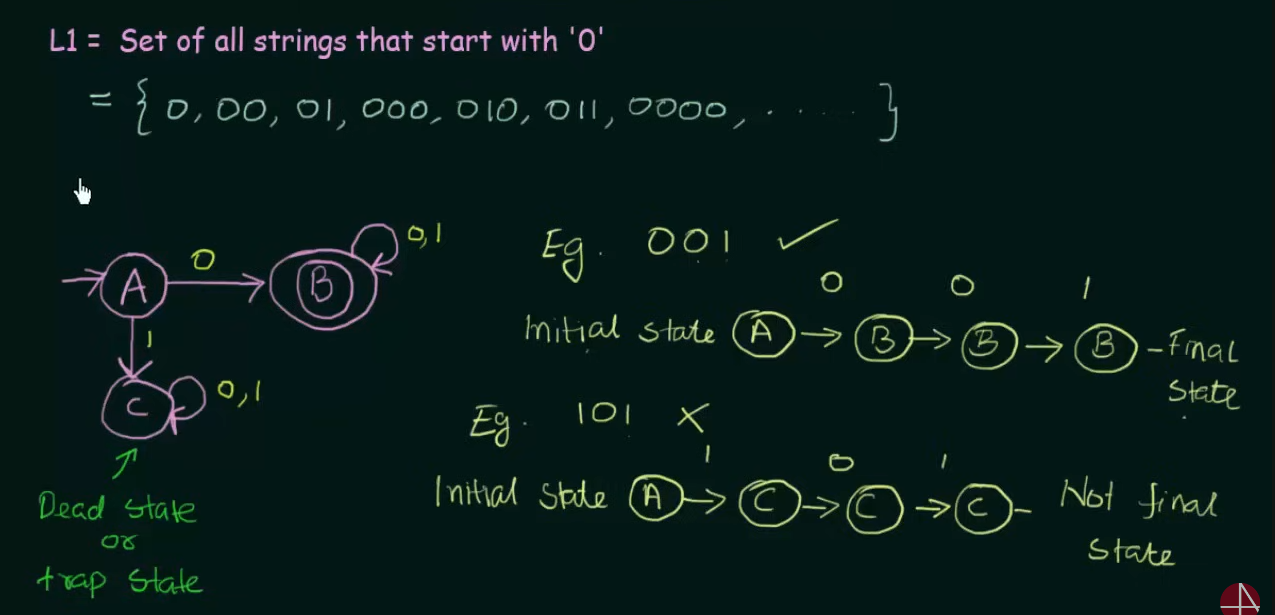 L1 = Set of all strings that start with '0'
= { 0, 00, 01, 000, 010, 011, 0000, ...... }
A
0
B
0,1
1
C
0,1
Dead state
or
trap state
Eg. 001 ✓
0 0 1
Initial state A → B → B → B – Final
state
Eg. 101 ✗
1 0 1
Initial state A → C → C → C – Not final
state